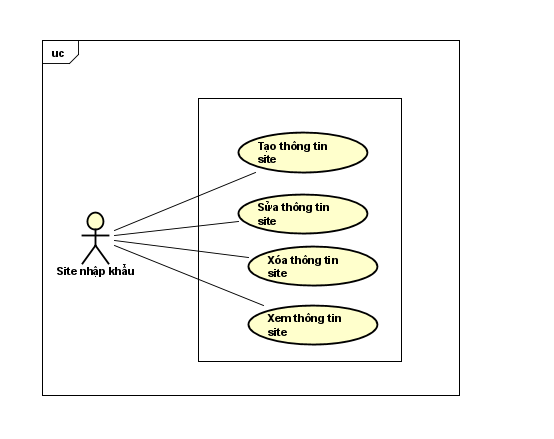 uc
Tạo thông tin
site
Sửa thông tin
site
Site nhập khẩu
Xóa thông tin
site
Xem thông tin
site